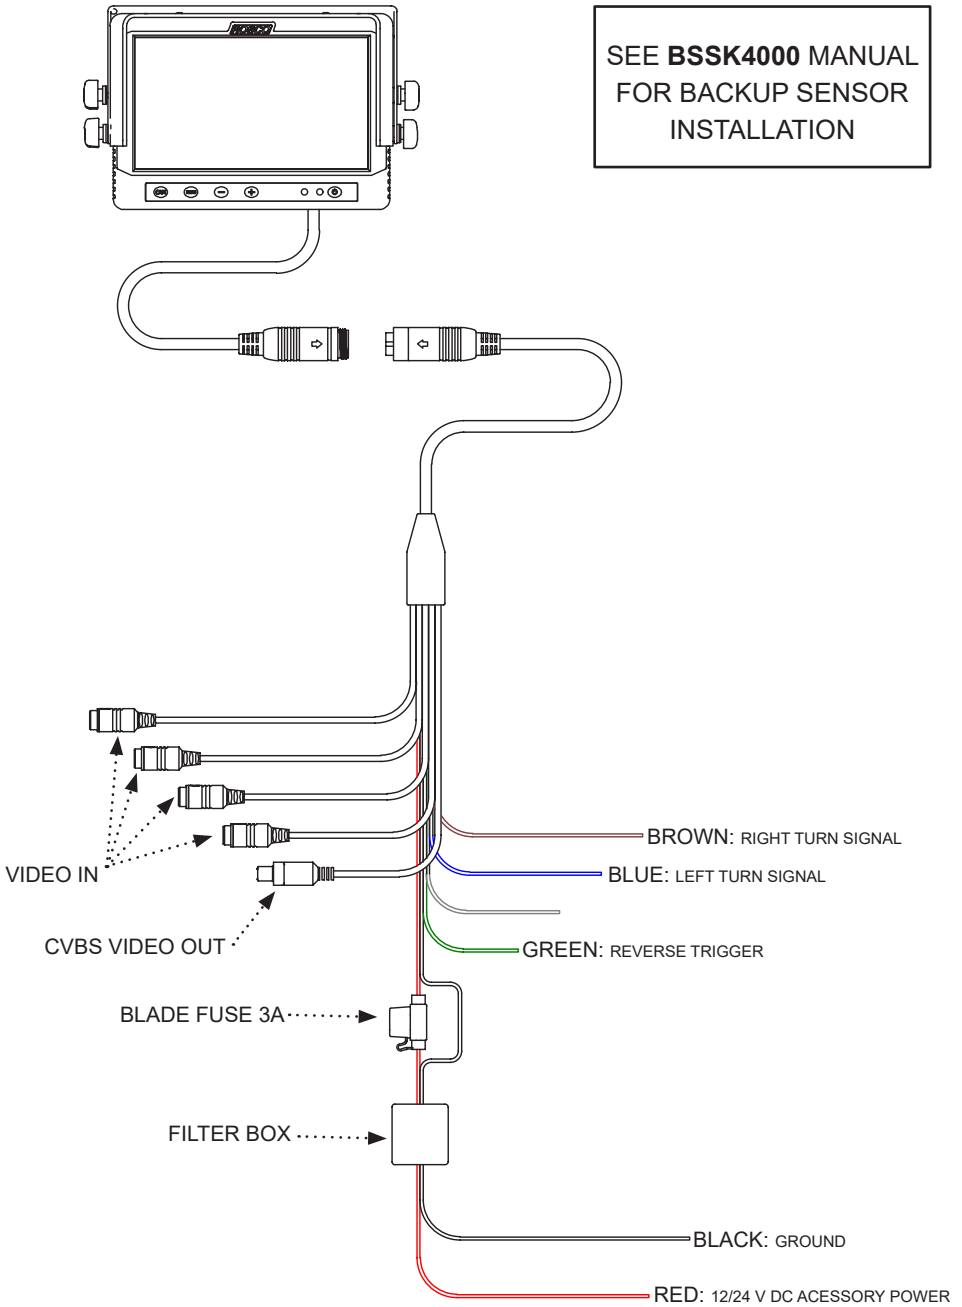 ROSCO
SEE BSSK4000 MANUAL
FOR BACKUP SENSOR
INSTALLATION
VIDEO IN
CVBS VIDEO OUT
BROWN: RIGHT TURN SIGNAL
BLUE: LEFT TURN SIGNAL
GREEN: REVERSE TRIGGER
BLADE FUSE 3A
FILTER BOX
BLACK: GROUND
RED: 12/24 V DC ACESSORY POWER